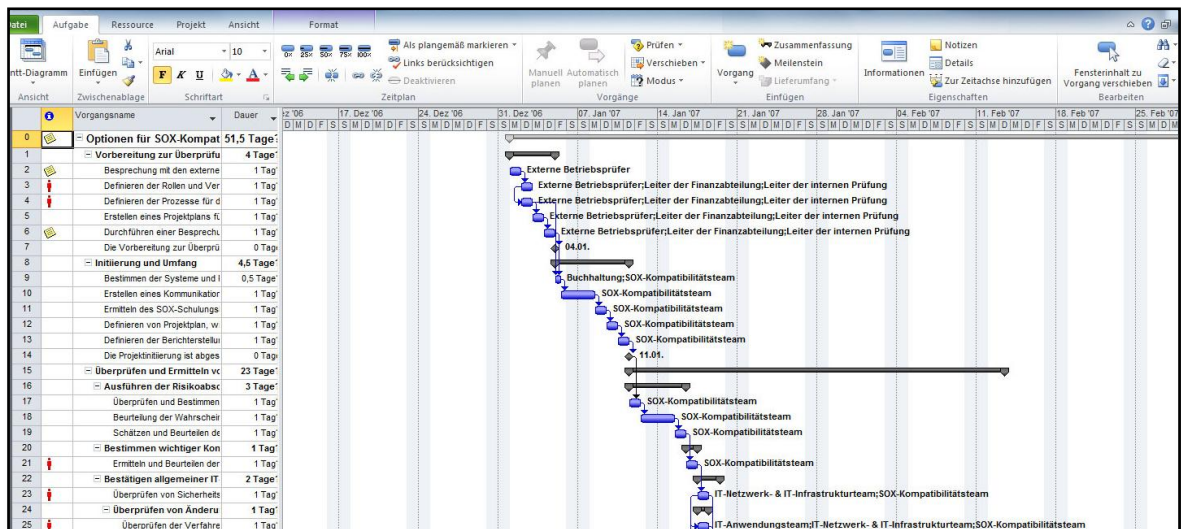 Datei Aufgabe Ressource Projekt Ansicht Format
Gantt-Diagramm Einfügen Arial 10 F K U A
0× 25× 50× 75× 100× Als plangemäß markieren
Links berücksichtigen
Deaktivieren
Manuell planen Automatisch planen
Prüfen
Verschieben
Modus
Vorgang
Zusammenfassung
Meilenstein
Lieferumfang
Informationen
Notizen
Details
Zur Zeitachse hinzufügen
Fensterinhalt zu Vorgang verschieben
Ansicht Zwischenablage Schriftart Zeitplan Vorgänge Einfügen Eigenschaften Bearbeiten
Vorgangsname Dauer ez '06 17. Dez '06 24. Dez '06 31. Dez '06 07. Jan '07 14. Jan '07 21. Jan '07 28. Jan '07 04. Feb '07 11. Feb '07 18. Feb '07 25. Feb '07
D M D F S S M D M D F S S M D M D F S S M D M D F S S M D M D F S S M D M D F S S M D M D F S S M D M D F S S M D M D F S S M D M D F S S M D M D F S S M D M
0 Optionen für SOX-Kompat 51,5 Tage?
1 Vorbereitung zur Überprüfu 4 Tage?
2 Besprechung mit den externe 1 Tag? Externe Betriebsprüfer
3 Definieren der Rollen und Ver 1 Tag? Externe Betriebsprüfer;Leiter der Finanzabteilung;Leiter der internen Prüfung
4 Definieren der Prozesse für d 1 Tag? Externe Betriebsprüfer;Leiter der Finanzabteilung;Leiter der internen Prüfung
5 Erstellen eines Projektplans fü 1 Tag? Externe Betriebsprüfer;Leiter der Finanzabteilung;Leiter der internen Prüfung
6 Durchführen einer Besprechu 1 Tag? Externe Betriebsprüfer;Leiter der Finanzabteilung;Leiter der internen Prüfung
7 Die Vorbereitung zur Überprü 0 Tage 04.01.
8 Initiierung und Umfang 4,5 Tage?
9 Bestimmen der Systeme und 0,5 Tage? Buchhaltung;SOX-Kompatibilitätsteam
10 Erstellen eines Kommunikation 1 Tag? SOX-Kompatibilitätsteam
11 Ermitteln des SOX-Schulungs 1 Tag? SOX-Kompatibilitätsteam
12 Definieren von Projektplan, w 1 Tag? SOX-Kompatibilitätsteam
13 Definieren der Berichterstellu 1 Tag? SOX-Kompatibilitätsteam
14 Die Projektinitiierung ist abges 0 Tage 11.01.
15 Überprüfen und Ermitteln vo 23 Tage?
16 Ausführen der Risikoabsc 3 Tage?
17 Überprüfen und Bestimmen 1 Tag? SOX-Kompatibilitätsteam
18 Beurteilung der Wahrschein 1 Tag? SOX-Kompatibilitätsteam
19 Schätzen und Beurteilen de 1 Tag? SOX-Kompatibilitätsteam
20 Bestimmen wichtiger Kon 1 Tag?
21 Ermitteln und Beurteilen der 1 Tag? SOX-Kompatibilitätsteam
22 Bestätigen allgemeiner IT 2 Tage?
23 Überprüfen von Sicherheits 1 Tag? IT-Netzwerk- & IT-Infrastrukturteam;SOX-Kompatibilitätsteam
24 Überprüfen von Änderu 1 Tag?
25 Überprüfen der Verfahre 1 Tag? IT-Anwendungsteam;IT-Netzwerk- & IT-Infrastrukturteam;SOX-Kompatibilitätsteam